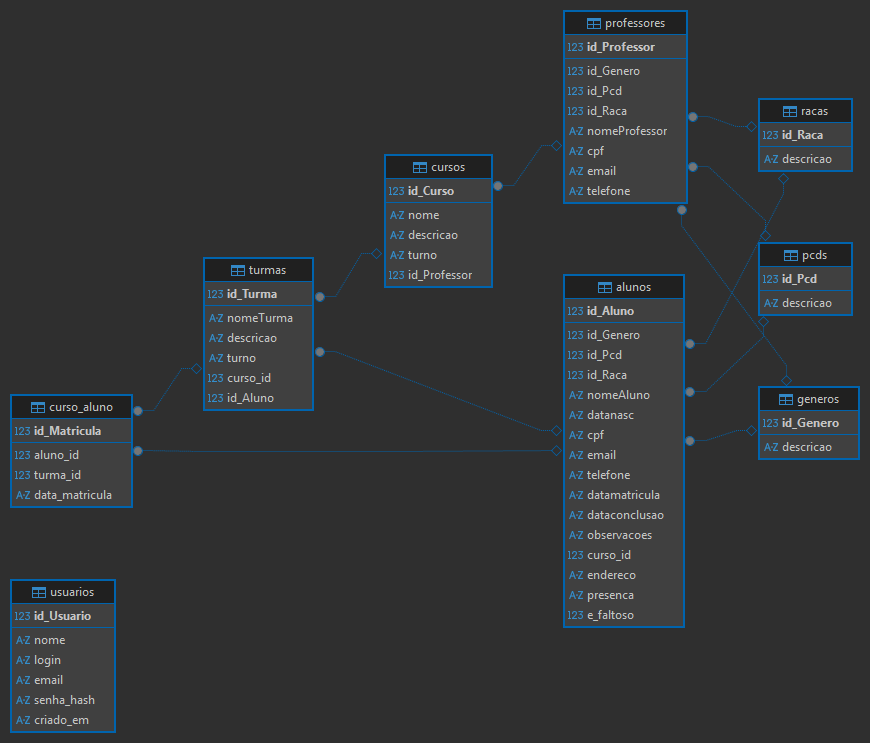 professores
123 id_Professor
123 id_Genero
123 id_Pcd
123 id_Raca
A-Z nomeProfessor
A-Z cpf
A-Z email
A-Z telefone
racas
123 id_Raca
A-Z descricao
cursos
123 id_Curso
A-Z nome
A-Z descricao
A-Z turno
123 id_Professor
pcds
123 id_Pcd
A-Z descricao
turmas
123 id_Turma
A-Z nomeTurma
A-Z descricao
A-Z turno
123 curso_id
123 id_Aluno
alunos
123 id_Aluno
123 id_Genero
123 id_Pcd
123 id_Raca
A-Z nomeAluno
A-Z datanasc
A-Z cpf
A-Z email
A-Z telefone
A-Z datamatricula
A-Z dataconclusao
A-Z observacoes
123 curso_id
A-Z endereco
A-Z presenca
123 e_faltoso
generos
123 id_Genero
A-Z descricao
curso_aluno
123 id_Matricula
123 aluno_id
123 turma_id
A-Z data_matricula
usuarios
123 id_Usuario
A-Z nome
A-Z login
A-Z email
A-Z senha_hash
A-Z criado_em